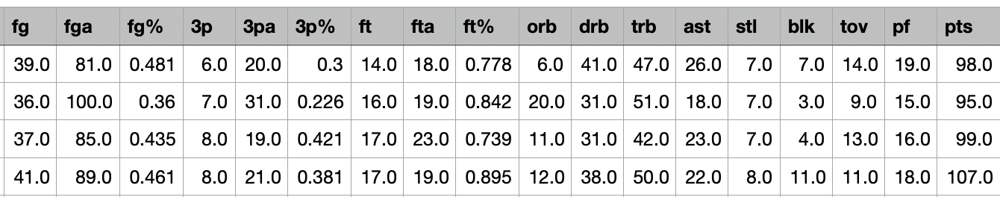 fg fga fg% 3p 3pa 3p% ft fta ft% orb drb trb ast stl blk tov pf pts
39.0 81.0 0.481 6.0 20.0 0.3 14.0 18.0 0.778 6.0 41.0 47.0 26.0 7.0 7.0 14.0 19.0 98.0
36.0 100.0 0.36 7.0 31.0 0.226 16.0 19.0 0.842 20.0 31.0 51.0 18.0 7.0 3.0 9.0 15.0 95.0
37.0 85.0 0.435 8.0 19.0 0.421 17.0 23.0 0.739 11.0 31.0 42.0 23.0 7.0 4.0 13.0 16.0 99.0
41.0 89.0 0.461 8.0 21.0 0.381 17.0 19.0 0.895 12.0 38.0 50.0 22.0 8.0 11.0 11.0 18.0 107.0